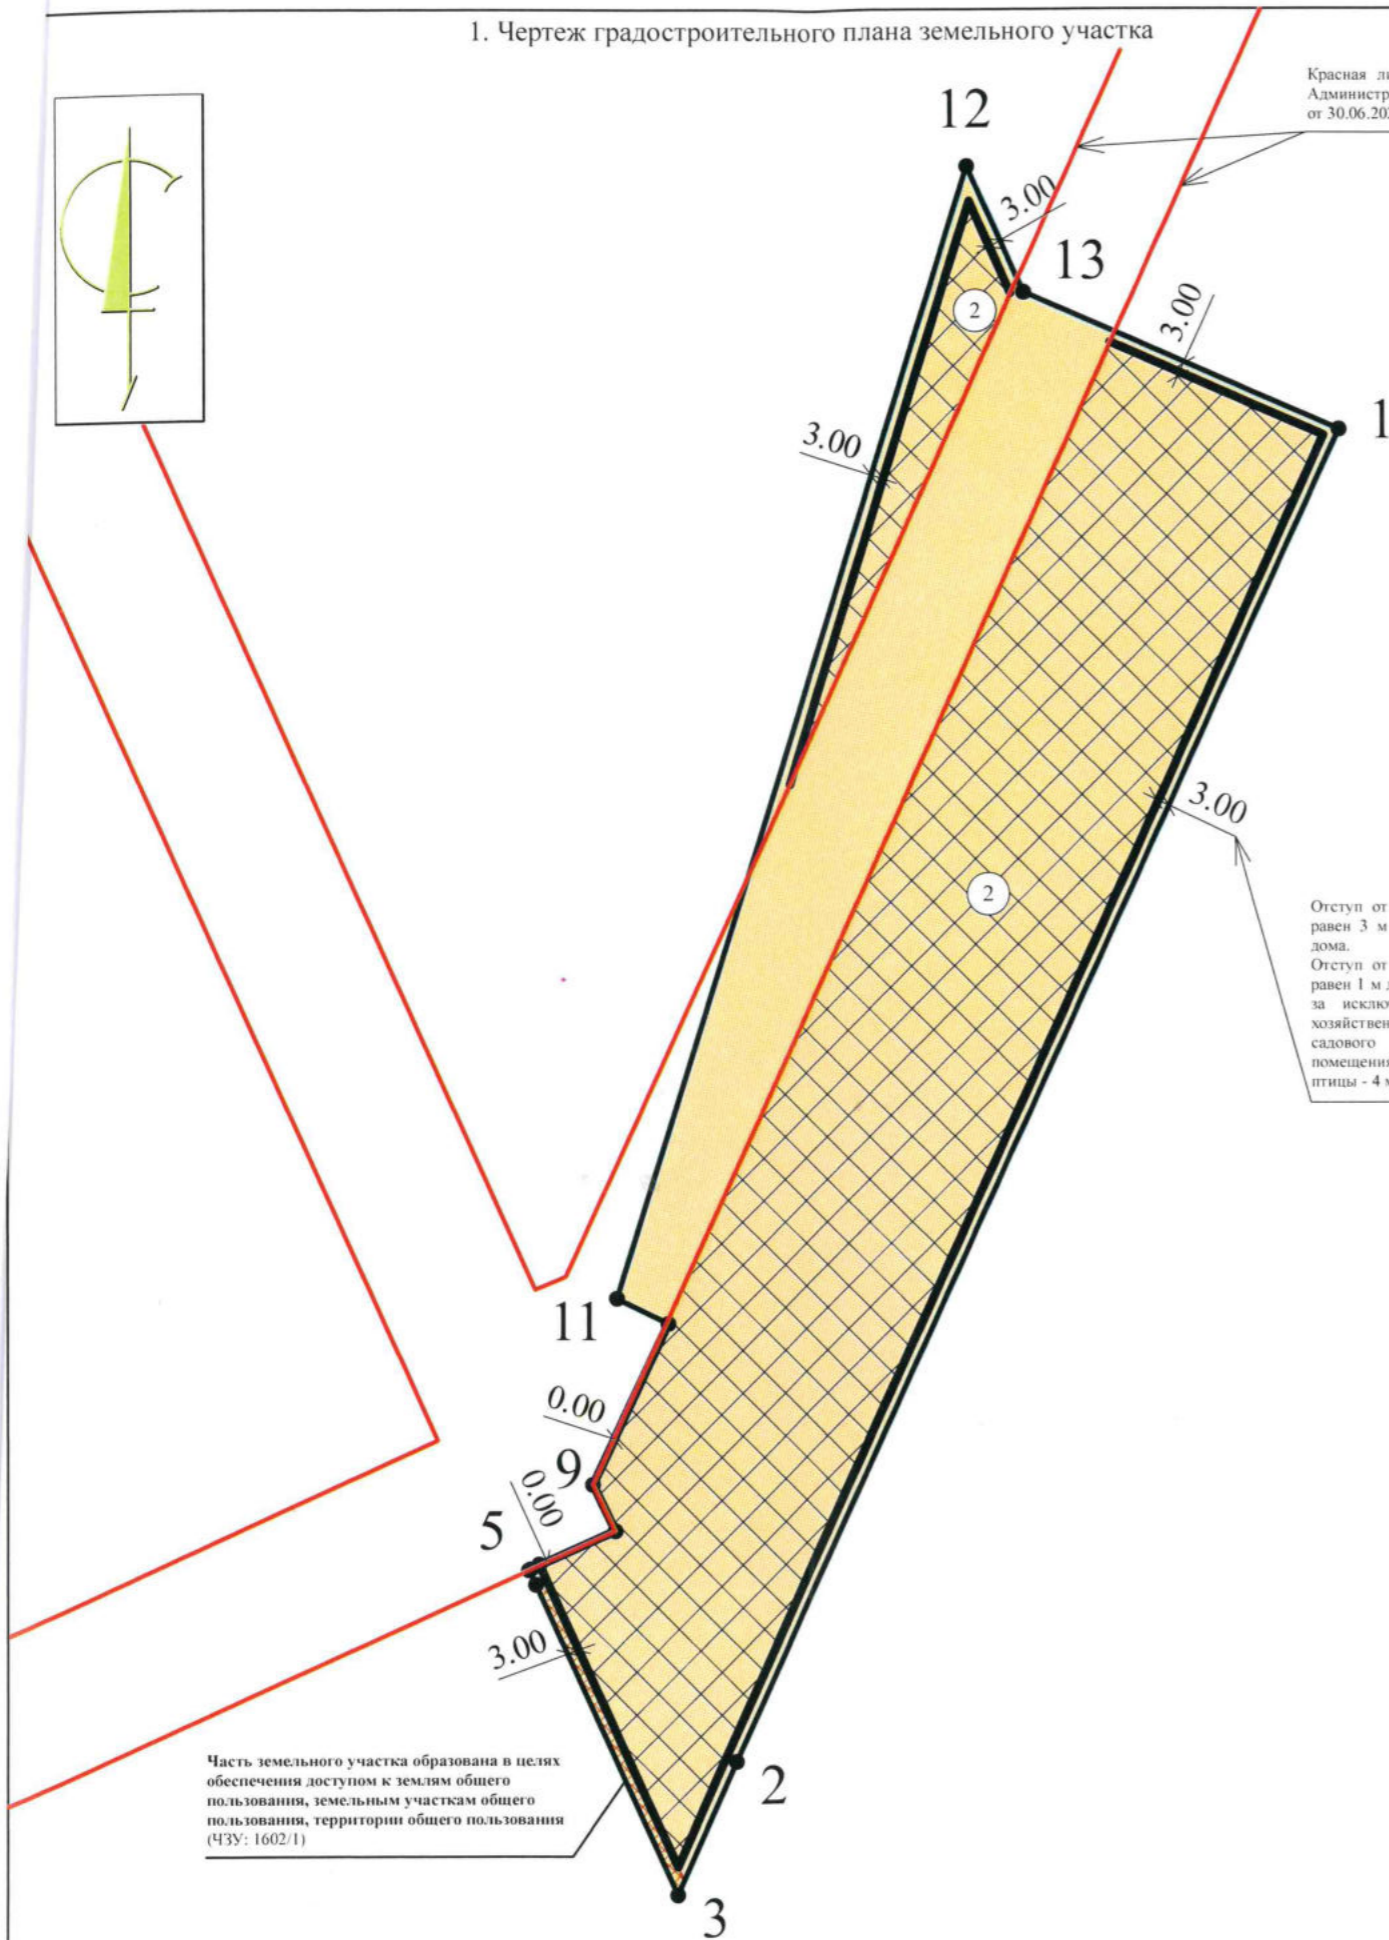 1. Чертеж градостроительного плана земельного участка
Красная
Администр
от 30.06.202
12
3.00
13
2
3.00
1
3.00
3.00
2
Отступ от
равен 3 м
дома.
Отступ от
равен 1 м
за исклю
хозяйствен
садового
помещения
птицы - 4 м
11
0.00
9
0.00
5
3.00
Часть земельного участка образована в целях
обеспечения доступом к землям общего
пользования, земельным участкам общего
пользования, территории общего пользования
(ЧЗУ: 1602/1)
2
3